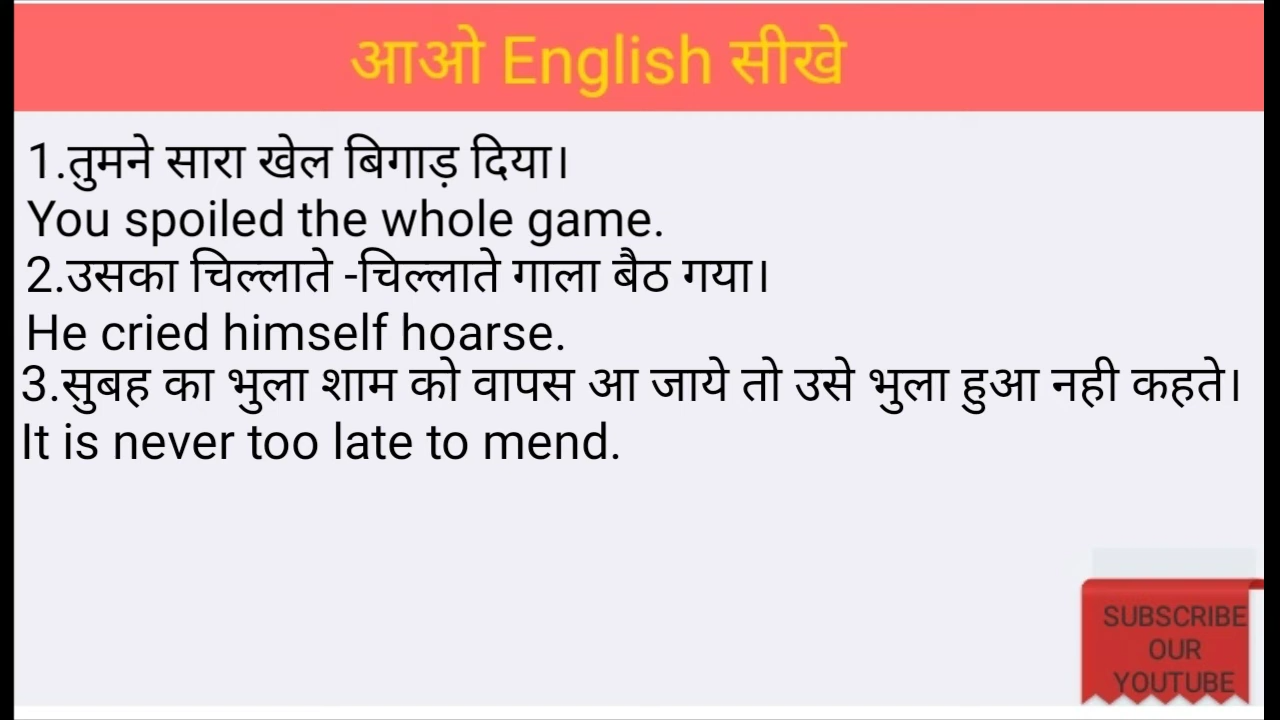 आओ English सीखे
1.तुमने सारा खेल बिगाड़ दिया।
You spoiled the whole game.
2.उसका चिल्लाते -चिल्लाते गाला बैठ गया।
He cried himself hoarse.
3.सुबह का भुला शाम को वापस आ जाये तो उसे भुला हुआ नही कहते।
It is never too late to mend.
SUBSCRIBE
OUR
YOUTUBE